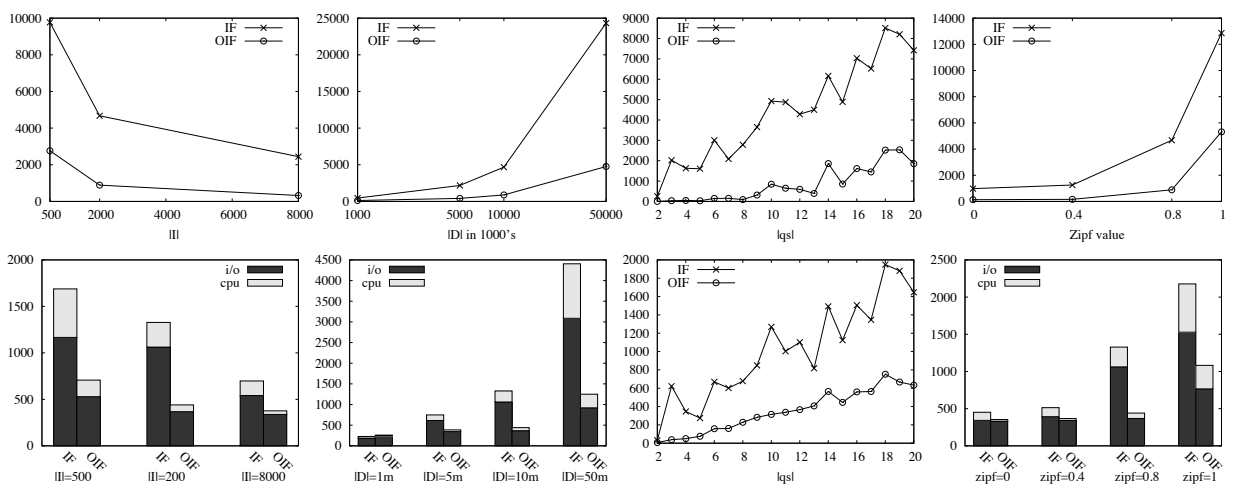 10000
8000
6000
4000
2000
0
IF
OIF
500 2000 4000 6000 8000
|I|
25000
20000
15000
10000
5000
0
IF
OIF
1000 5000 10000 50000
|D| in 1000's
9000
8000
7000
6000
5000
4000
3000
2000
1000
0
IF
OIF
2 4 6 8 10 12 14 16 18 20
|qs|
14000
12000
10000
8000
6000
4000
2000
0
IF
OIF
0 0.4 0.8 1
Zipf value
2000
1500
1000
500
0
i/o
cpu
IF OIF IF OIF IF OIF
|I|=500 |I|=200 |I|=8000
4500
4000
3500
3000
2500
2000
1500
1000
500
0
i/o
cpu
IF OIF IF OIF IF OIF IF OIF
|D|=1m |D|=5m |D|=10m |D|=50m
2000
1800
1600
1400
1200
1000
800
600
400
200
0
IF
OIF
2 4 6 8 10 12 14 16 18 20
|qs|
2500
2000
1500
1000
500
0
i/o
cpu
IF OIF IF OIF IF OIF IF OIF
zipf=0 zipf=0.4 zipf=0.8 zipf=1